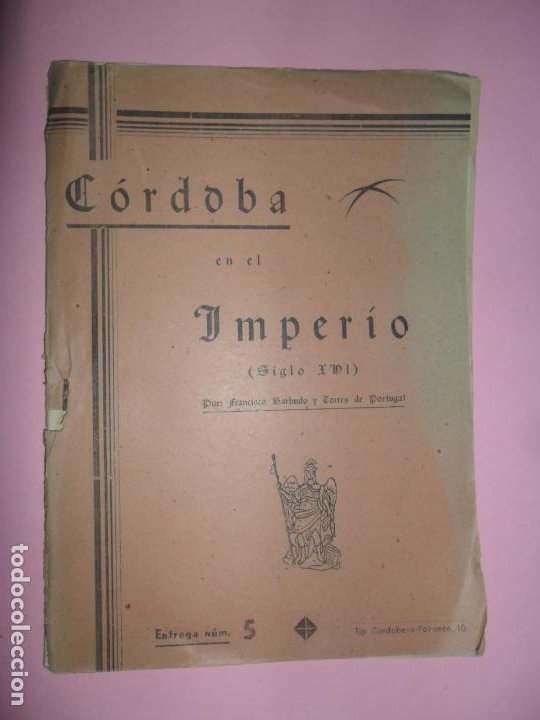 Córdoba
en el
Imperio
(Siglo XVI)
Por: Francisco Barbudo y Torres de Portugal
Entrega núm. 5
Tip. Cordobesa-Pozanco, 10
todocoleccion